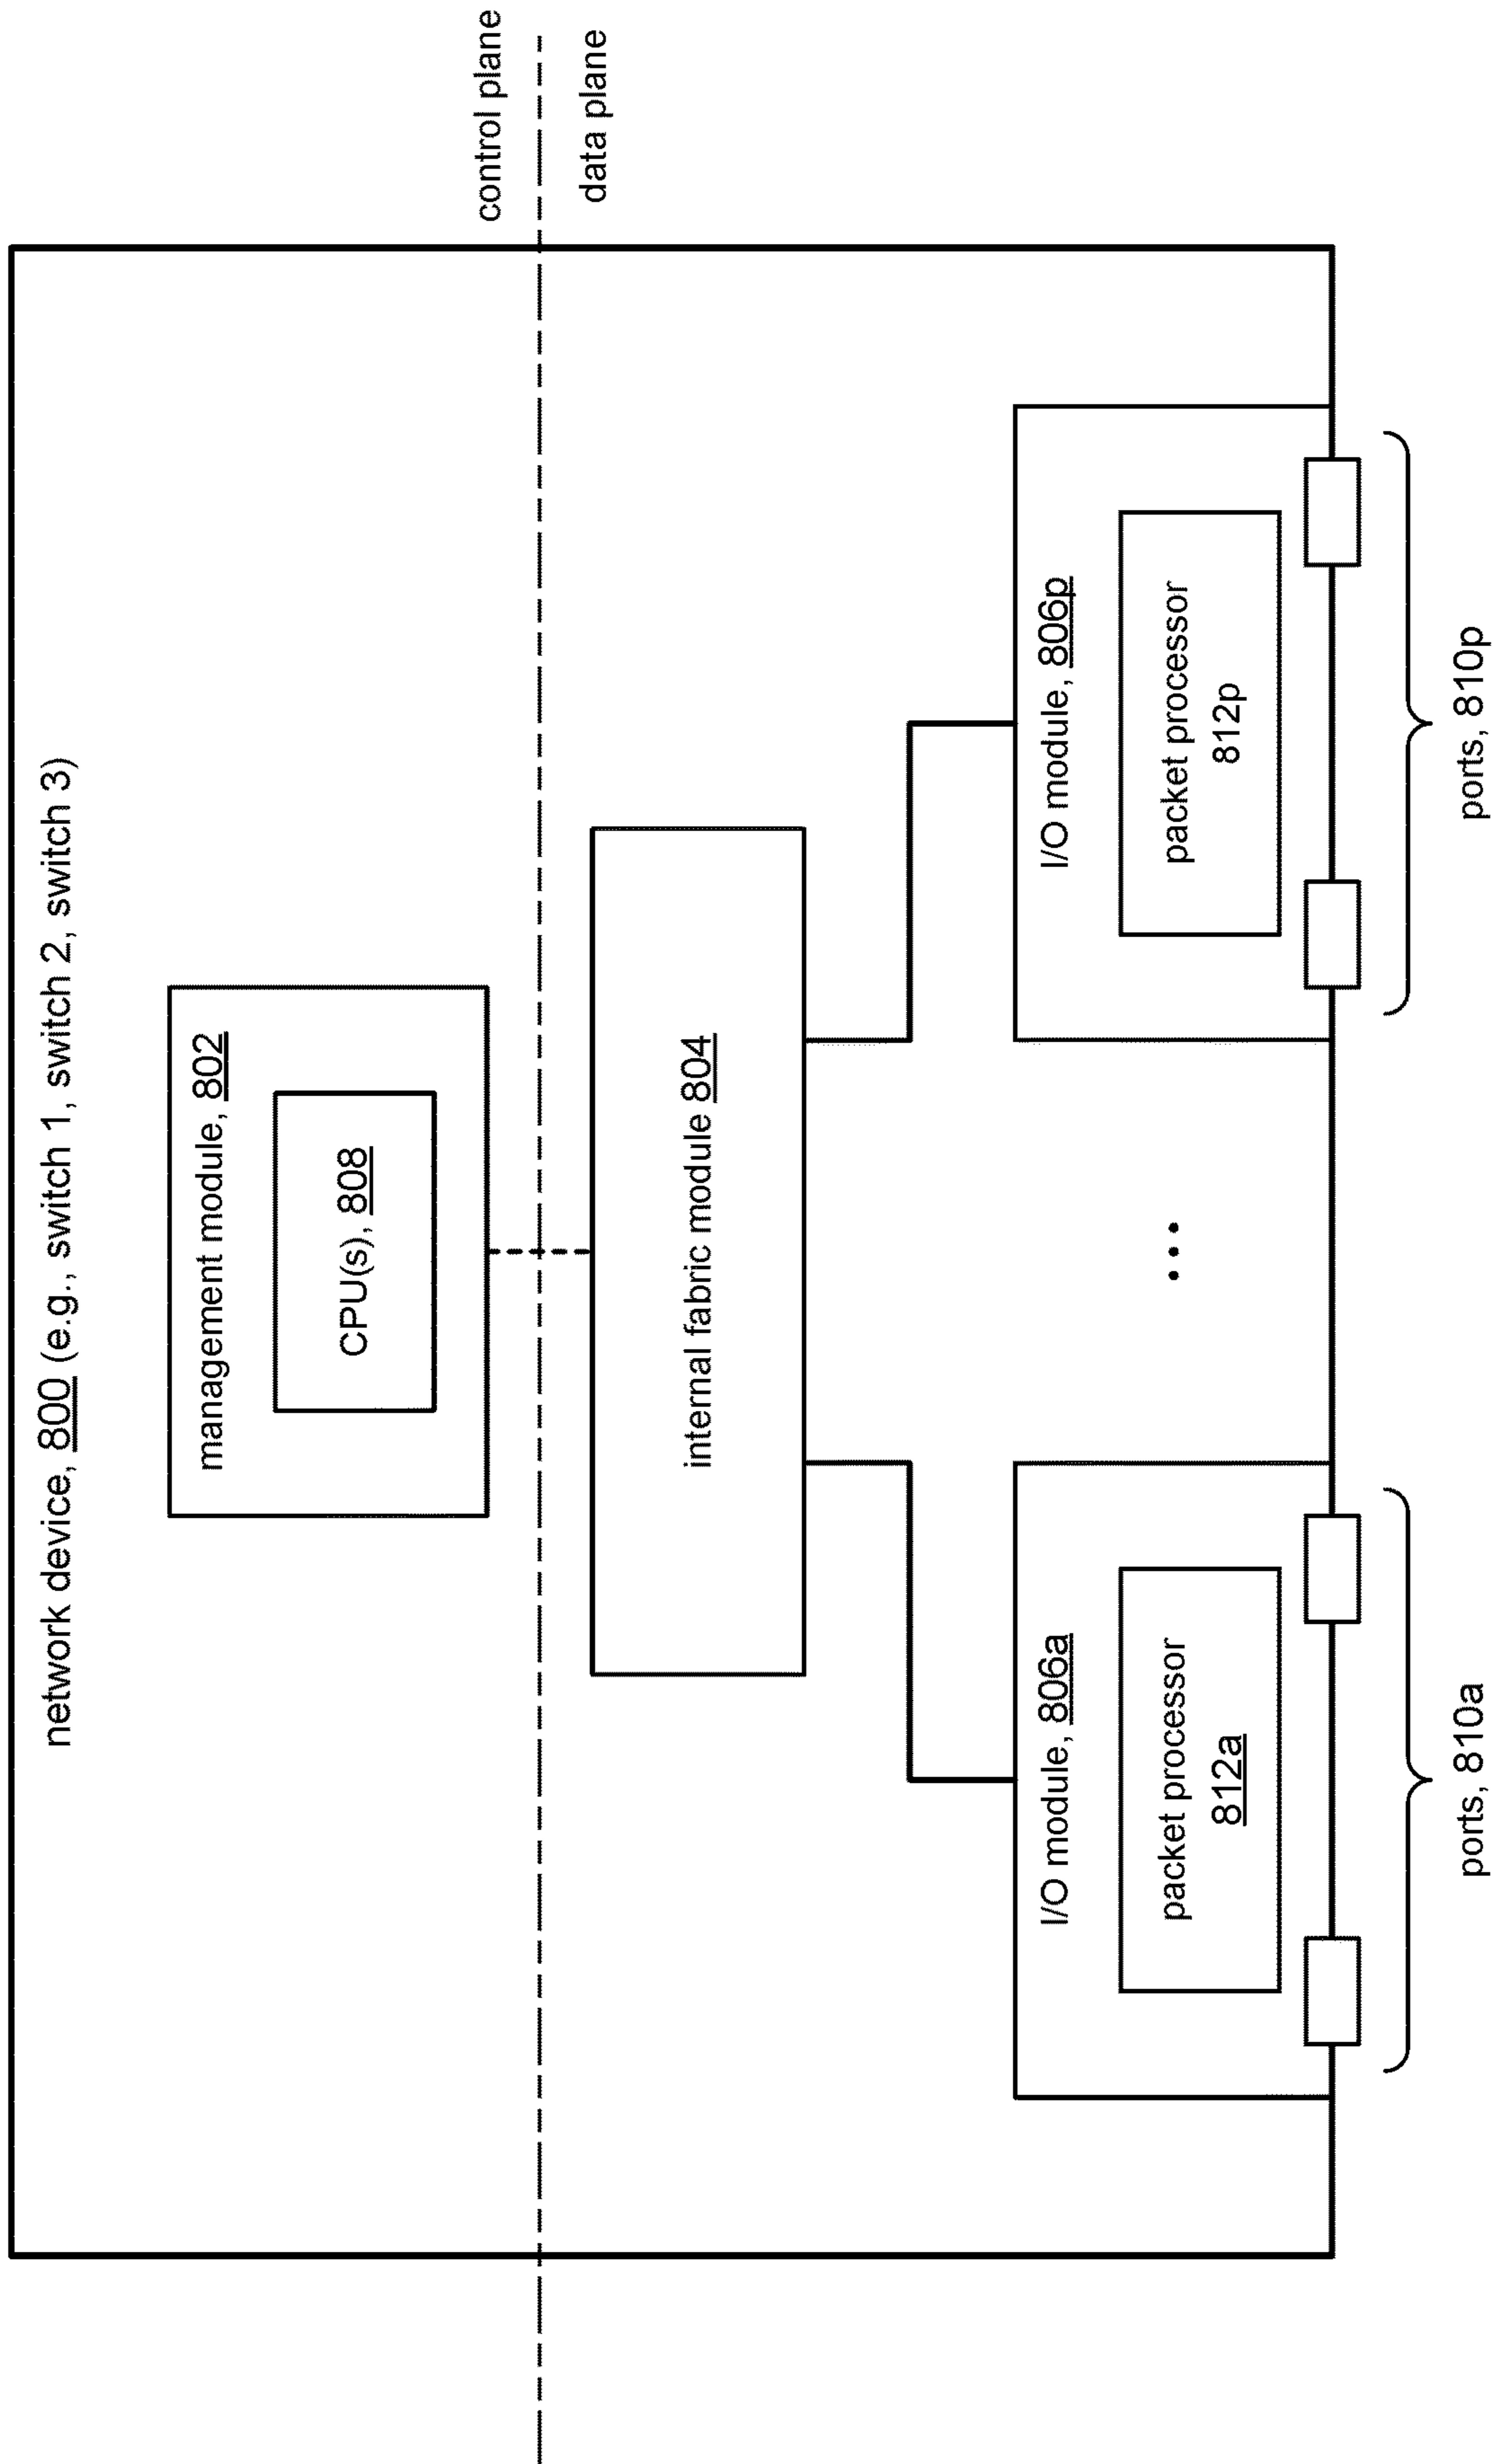 network device, 800 (e.g., switch 1, switch 2, switch 3)
management module, 802
CPU(s), 808
control plane
data plane
internal fabric module 804
I/O module, 806a
packet processor
812a
ports, 810a
...
I/O module, 806p
packet processor
812p
ports, 810p